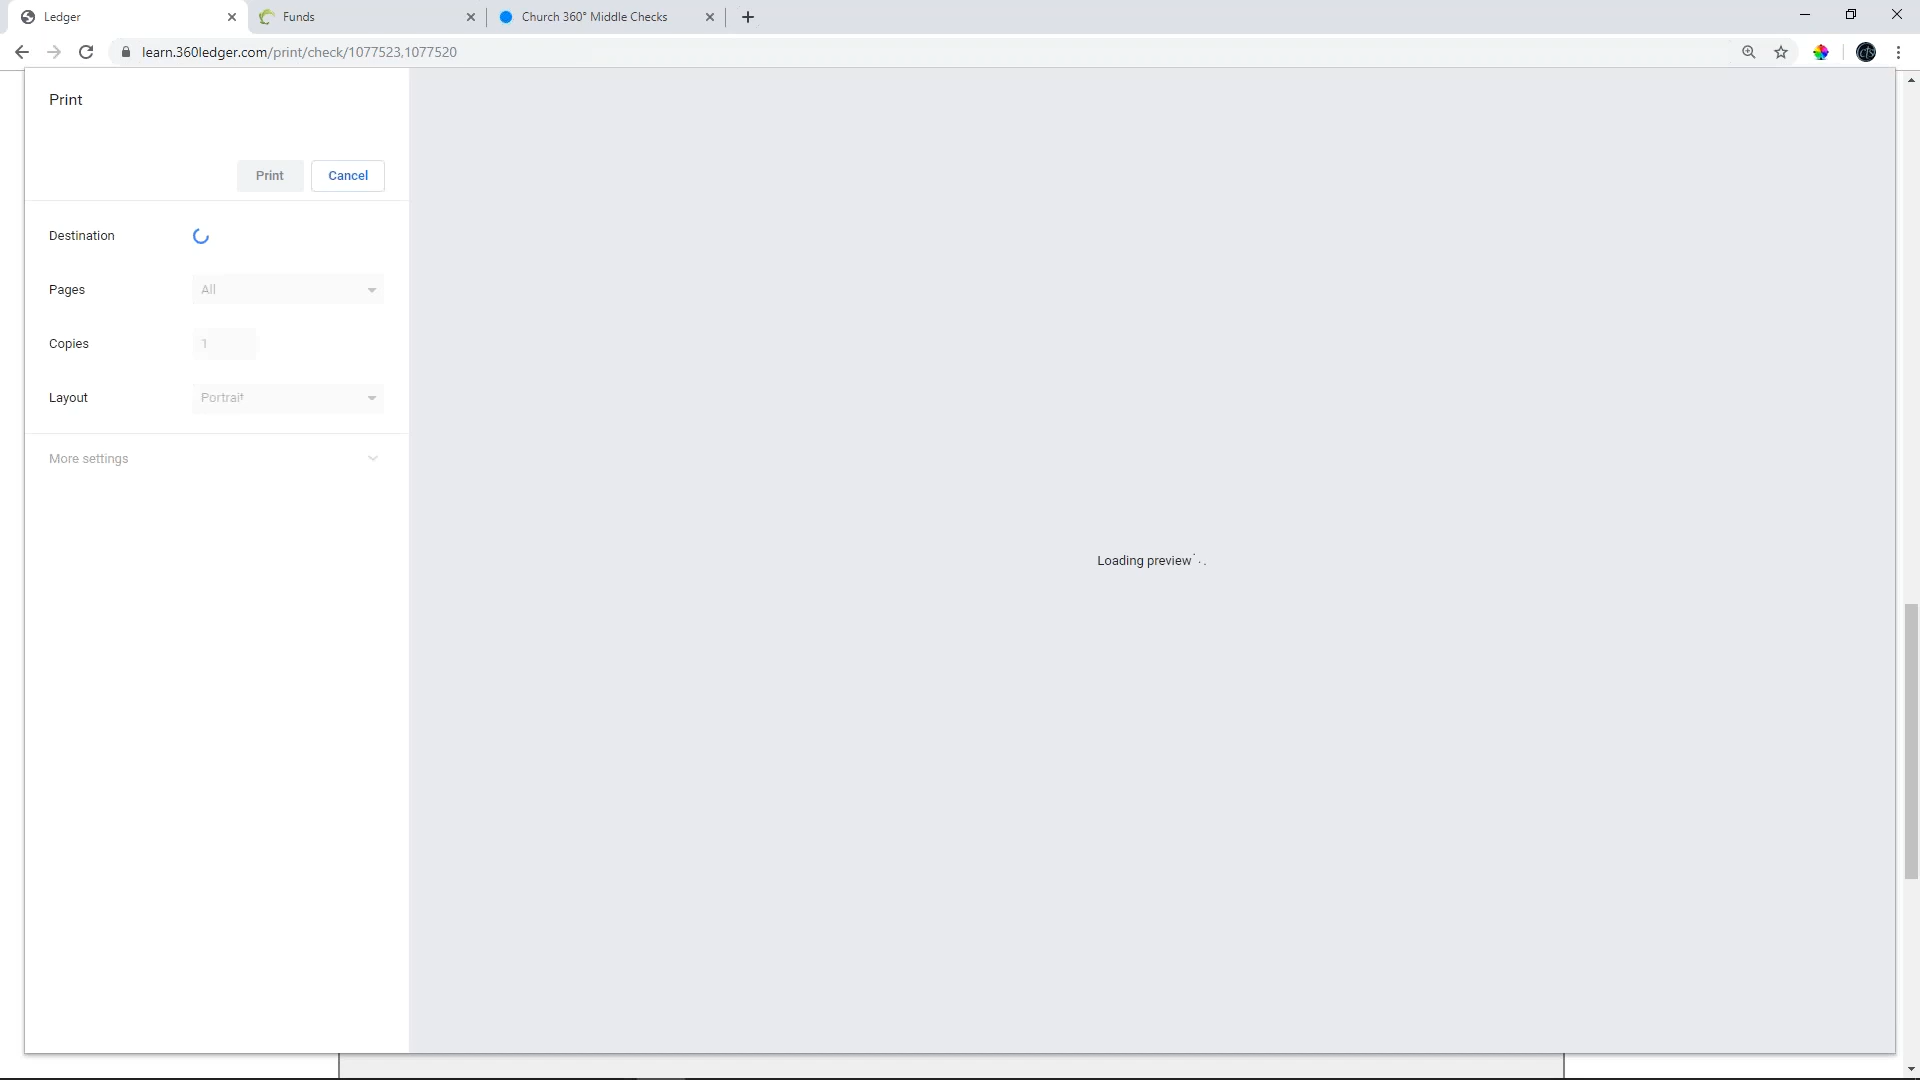 Ledger
Funds
Church 360° Middle Checks
learn.360ledger.com/print/check/1077523,1077520
Print
Print
Cancel
Destination
Pages
All
Copies
1
Layout
Portrait
More settings
Loading preview...